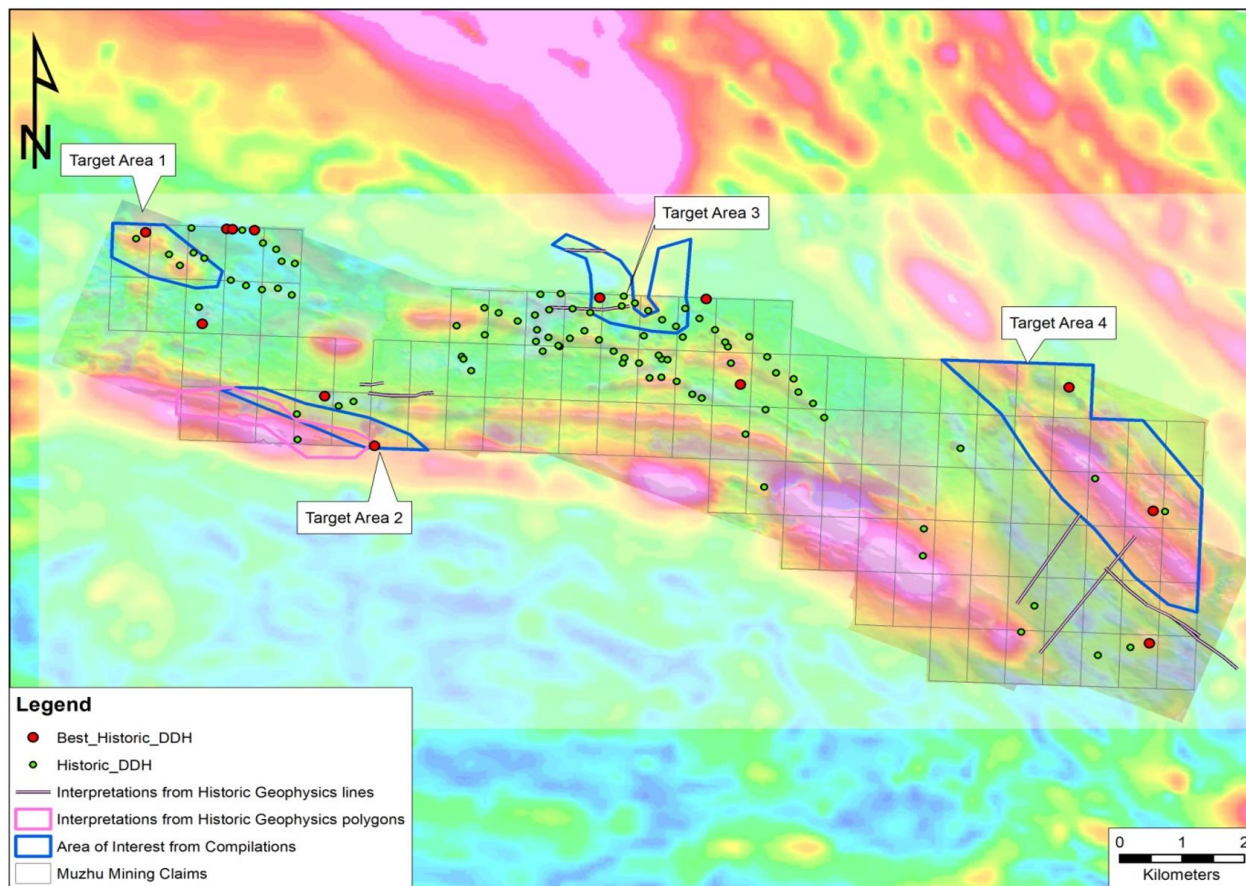 N
Target Area 1
Target Area 3
Target Area 4
Target Area 2
Legend
Best_Historic_DDH
Historic_DDH
Interpretations from Historic Geophysics lines
Interpretations from Historic Geophysics polygons
Area of Interest from Compilations
Muzhu Mining Claims
0 1 2
Kilometers